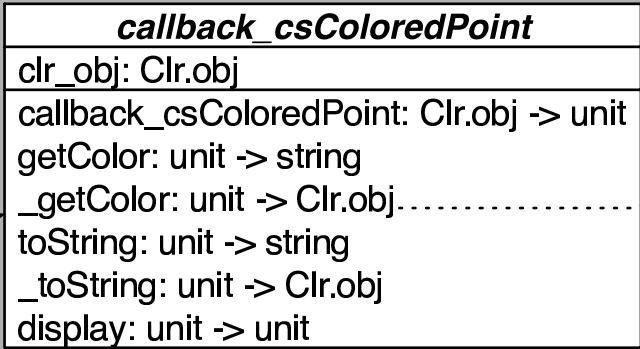 callback_csColoredPoint
clr_obj: Clr.obj
callback_csColoredPoint: Clr.obj -> unit
getColor: unit -> string
_getColor: unit -> Clr.obj
toString: unit -> string
_toString: unit -> Clr.obj
display: unit -> unit